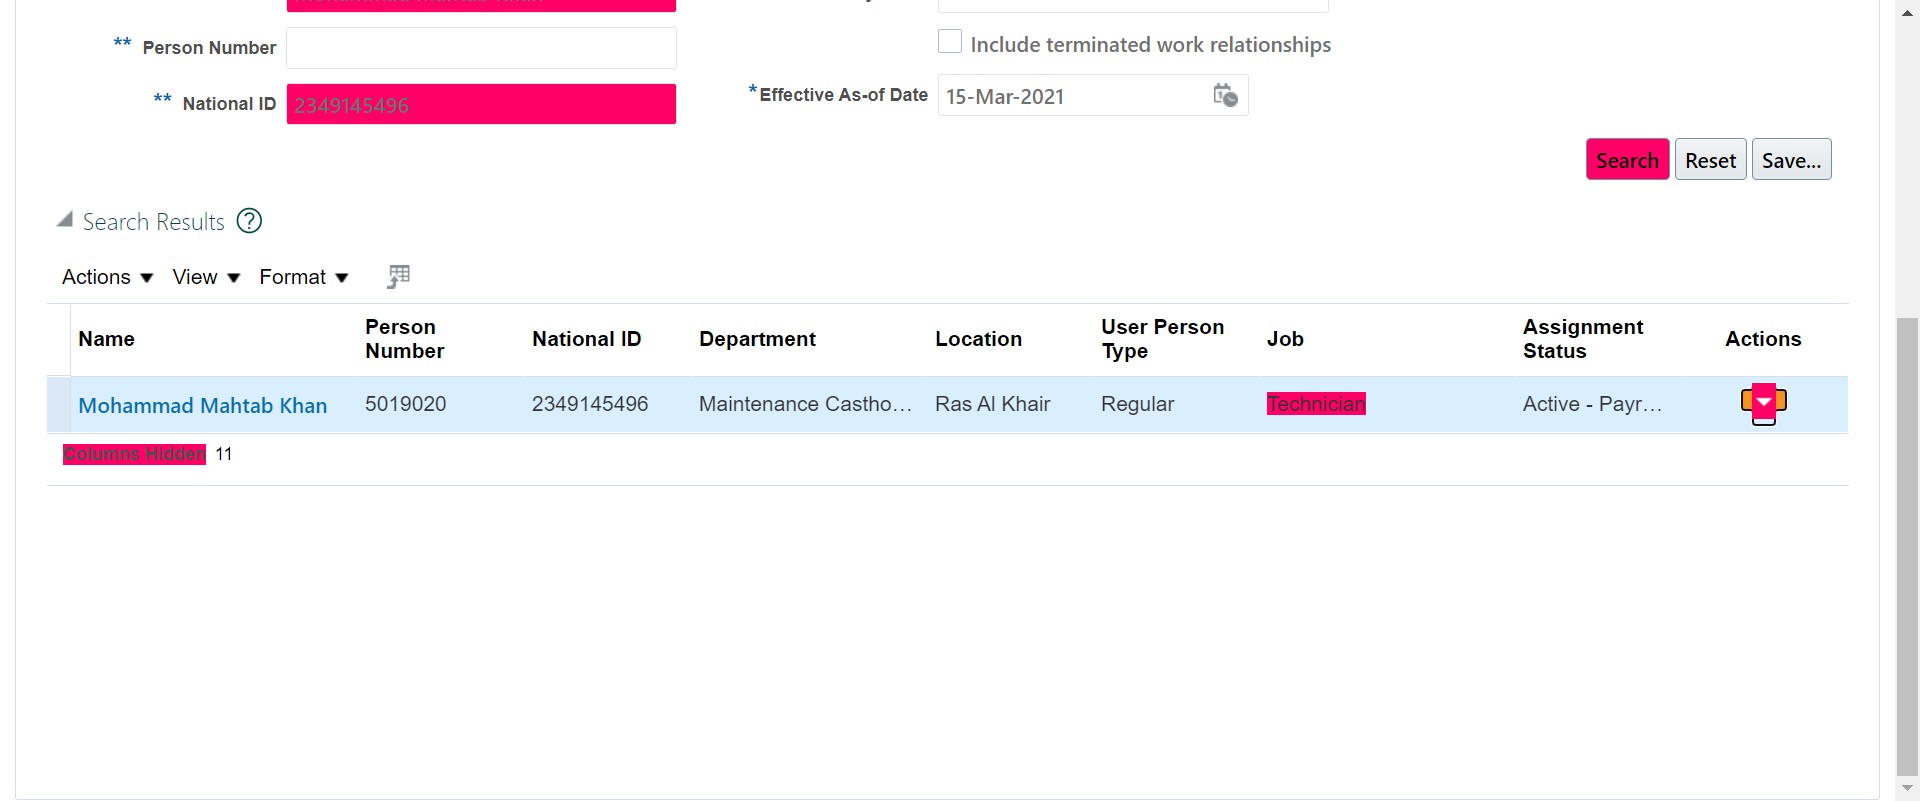 ** Person Number
Include terminated work relationships
** National ID 2349145496
*Effective As-of Date 15-Mar-2021
Search Reset Save...
Search Results ?
Actions View Format
Name Person Number National ID Department Location User Person Type Job Assignment Status Actions
Mohammad Mahtab Khan 5019020 2349145496 Maintenance Castho... Ras Al Khair Regular Technician Active - Payr...
Columns Hidden 11